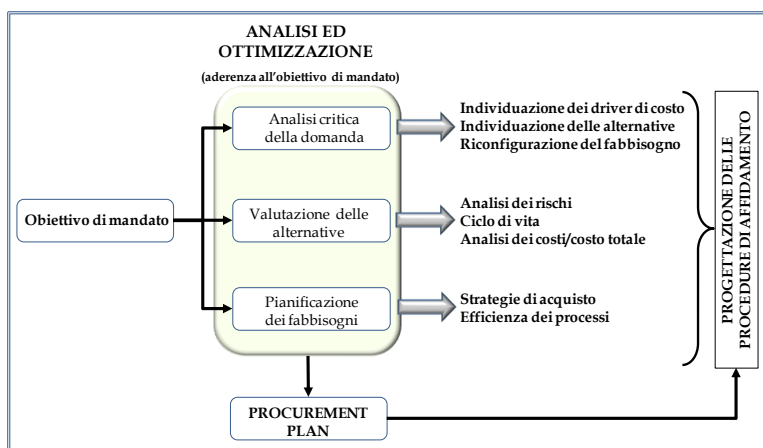 ANALISI ED
OTTIMIZZAZIONE
(aderenza all'obiettivo di mandato)
Analisi critica
della domanda
Individuazione dei driver di costo
Individuazione delle alternative
Riconfigurazione del fabbisogno
Obiettivo di mandato
Valutazione delle
alternative
Analisi dei rischi
Ciclo di vita
Analisi dei costi/costo totale
Pianificazione
dei fabbisogni
Strategie di acquisto
Efficienza dei processi
PROGETTAZIONE DELLE
PROCEDURE DI AFFIDAMENTO
PROCUREMENT
PLAN